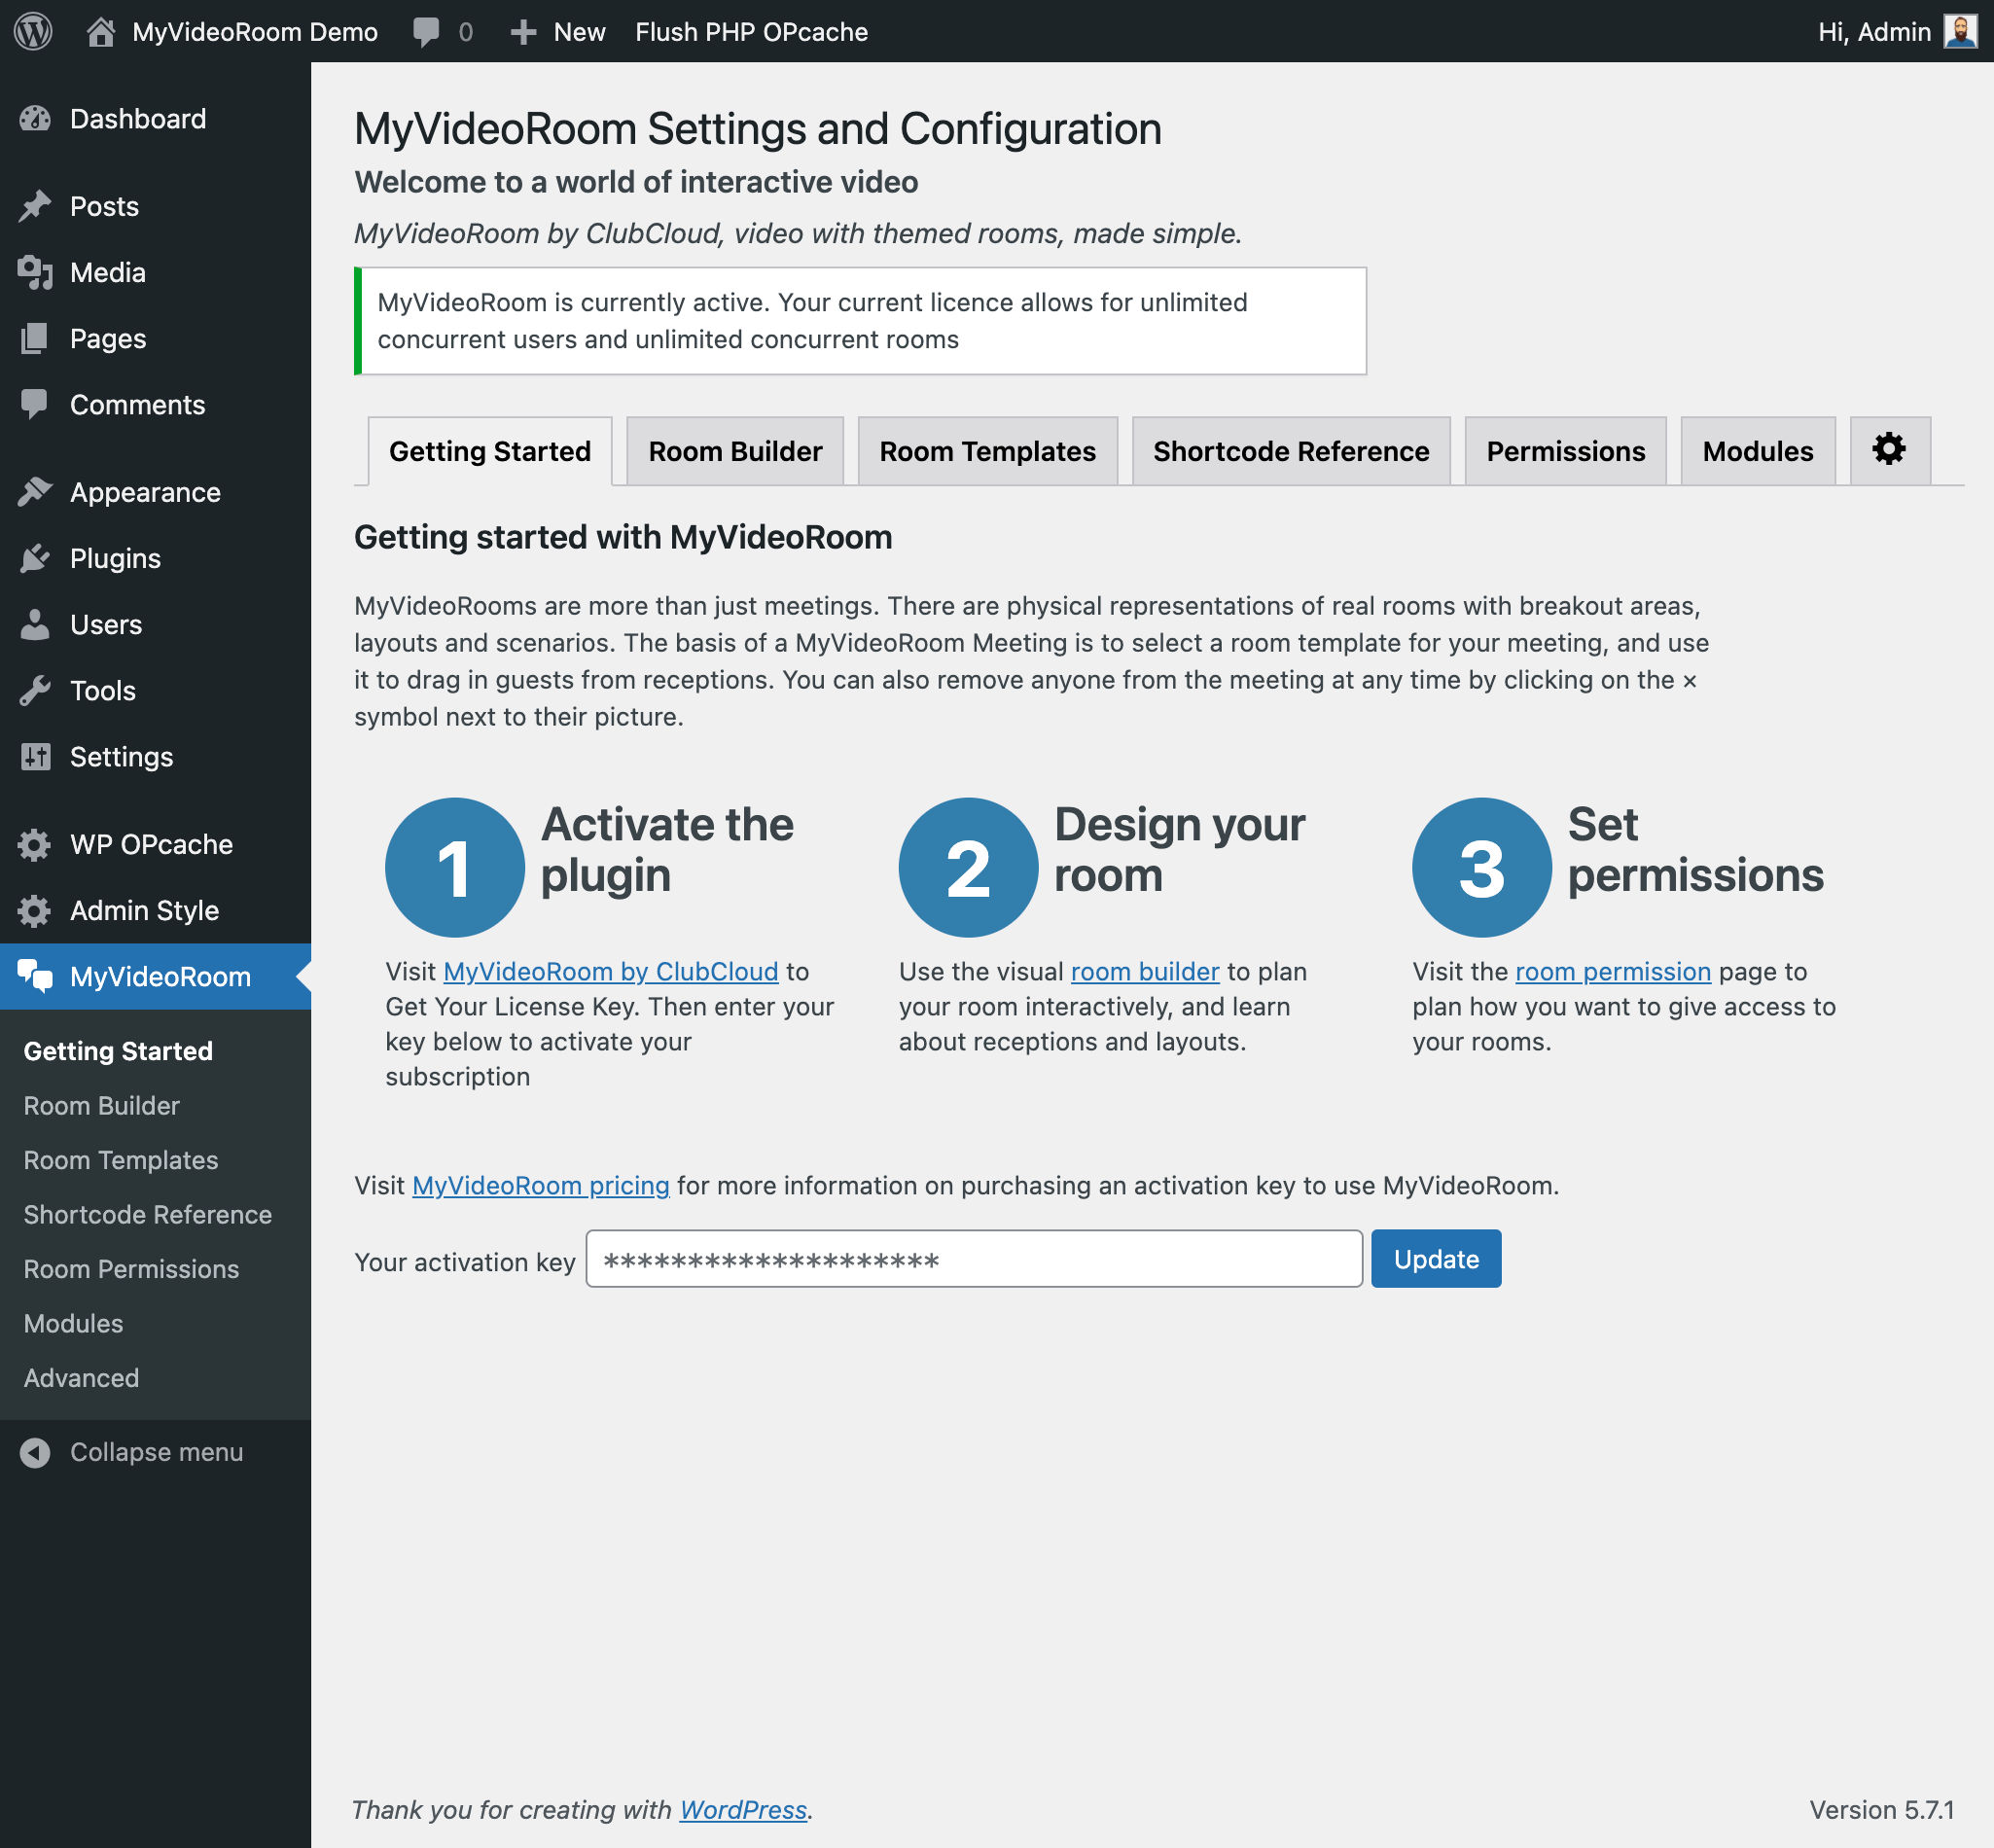 MyVideoRoom Demo 0 New Flush PHP OPcache Hi, Admin
Dashboard
Posts
Media
Pages
Comments
Appearance
Plugins
Users
Tools
Settings
WP OPcache
Admin Style
MyVideoRoom
Getting Started
Room Builder
Room Templates
Shortcode Reference
Room Permissions
Modules
Advanced
Collapse menu
MyVideoRoom Settings and Configuration
Welcome to a world of interactive video
MyVideoRoom by ClubCloud, video with themed rooms, made simple.
MyVideoRoom is currently active. Your current licence allows for unlimited
concurrent users and unlimited concurrent rooms
Getting Started Room Builder Room Templates Shortcode Reference Permissions Modules
Getting started with MyVideoRoom
MyVideoRooms are more than just meetings. There are physical representations of real rooms with breakout areas,
layouts and scenarios. The basis of a MyVideoRoom Meeting is to select a room template for your meeting, and use
it to drag in guests from receptions. You can also remove anyone from the meeting at any time by clicking on the ×
symbol next to their picture.
1
Activate the
plugin
Visit MyVideoRoom by ClubCloud to
Get Your License Key. Then enter your
key below to activate your
subscription
2
Design your
room
Use the visual room builder to plan
your room interactively, and learn
about receptions and layouts.
3
Set
permissions
Visit the room permission page to
plan how you want to give access to
your rooms.
Visit MyVideoRoom pricing for more information on purchasing an activation key to use MyVideoRoom.
Your activation key ******************** Update
Thank you for creating with WordPress. Version 5.7.1